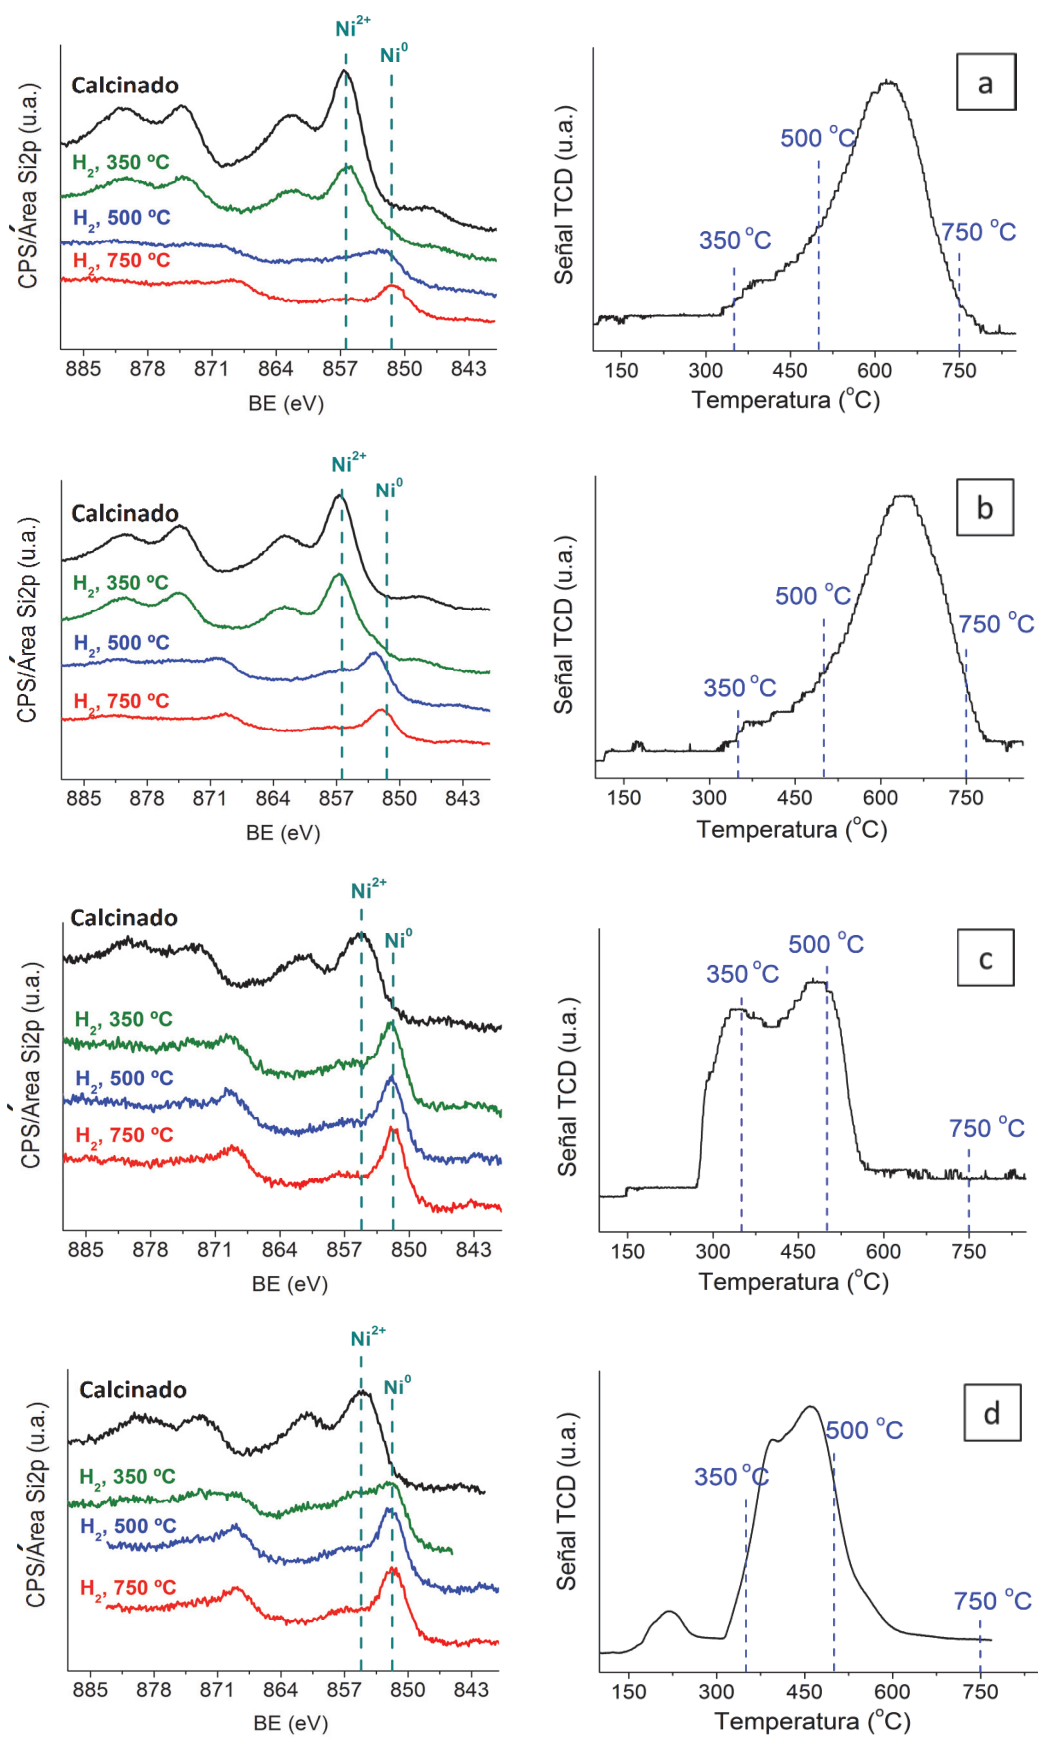 Ni2+
Ni0
Calcinado
H2, 350 ºC
H2, 500 ºC
H2, 750 ºC
CPS/Área Si2p (u.a.)
885 878 871 864 857 850 843
BE (eV)
a
500 °C
350 °C
750 °C
Señal TCD (u.a.)
150 300 450 600 750
Temperatura (°C)
Ni2+
Ni0
Calcinado
H2, 350 ºC
H2, 500 ºC
H2, 750 ºC
CPS/Área Si2p (u.a.)
885 878 871 864 857 850 843
BE (eV)
b
500 °C
750 °C
350 °C
Señal TCD (u.a.)
150 300 450 600 750
Temperatura (°C)
Ni2+
Ni0
Calcinado
H2, 350 ºC
H2, 500 ºC
H2, 750 ºC
CPS/Área Si2p (u.a.)
885 878 871 864 857 850 843
BE (eV)
c
500 °C
350 °C
750 °C
Señal TCD (u.a.)
150 300 450 600 750
Temperatura (°C)
Ni2+
Ni0
Calcinado
H2, 350 ºC
H2, 500 ºC
H2, 750 ºC
CPS/Área Si2p (u.a.)
885 878 871 864 857 850 843
BE (eV)
d
500 °C
350 °C
750 °C
Señal TCD (u.a.)
150 300 450 600 750
Temperatura (°C)